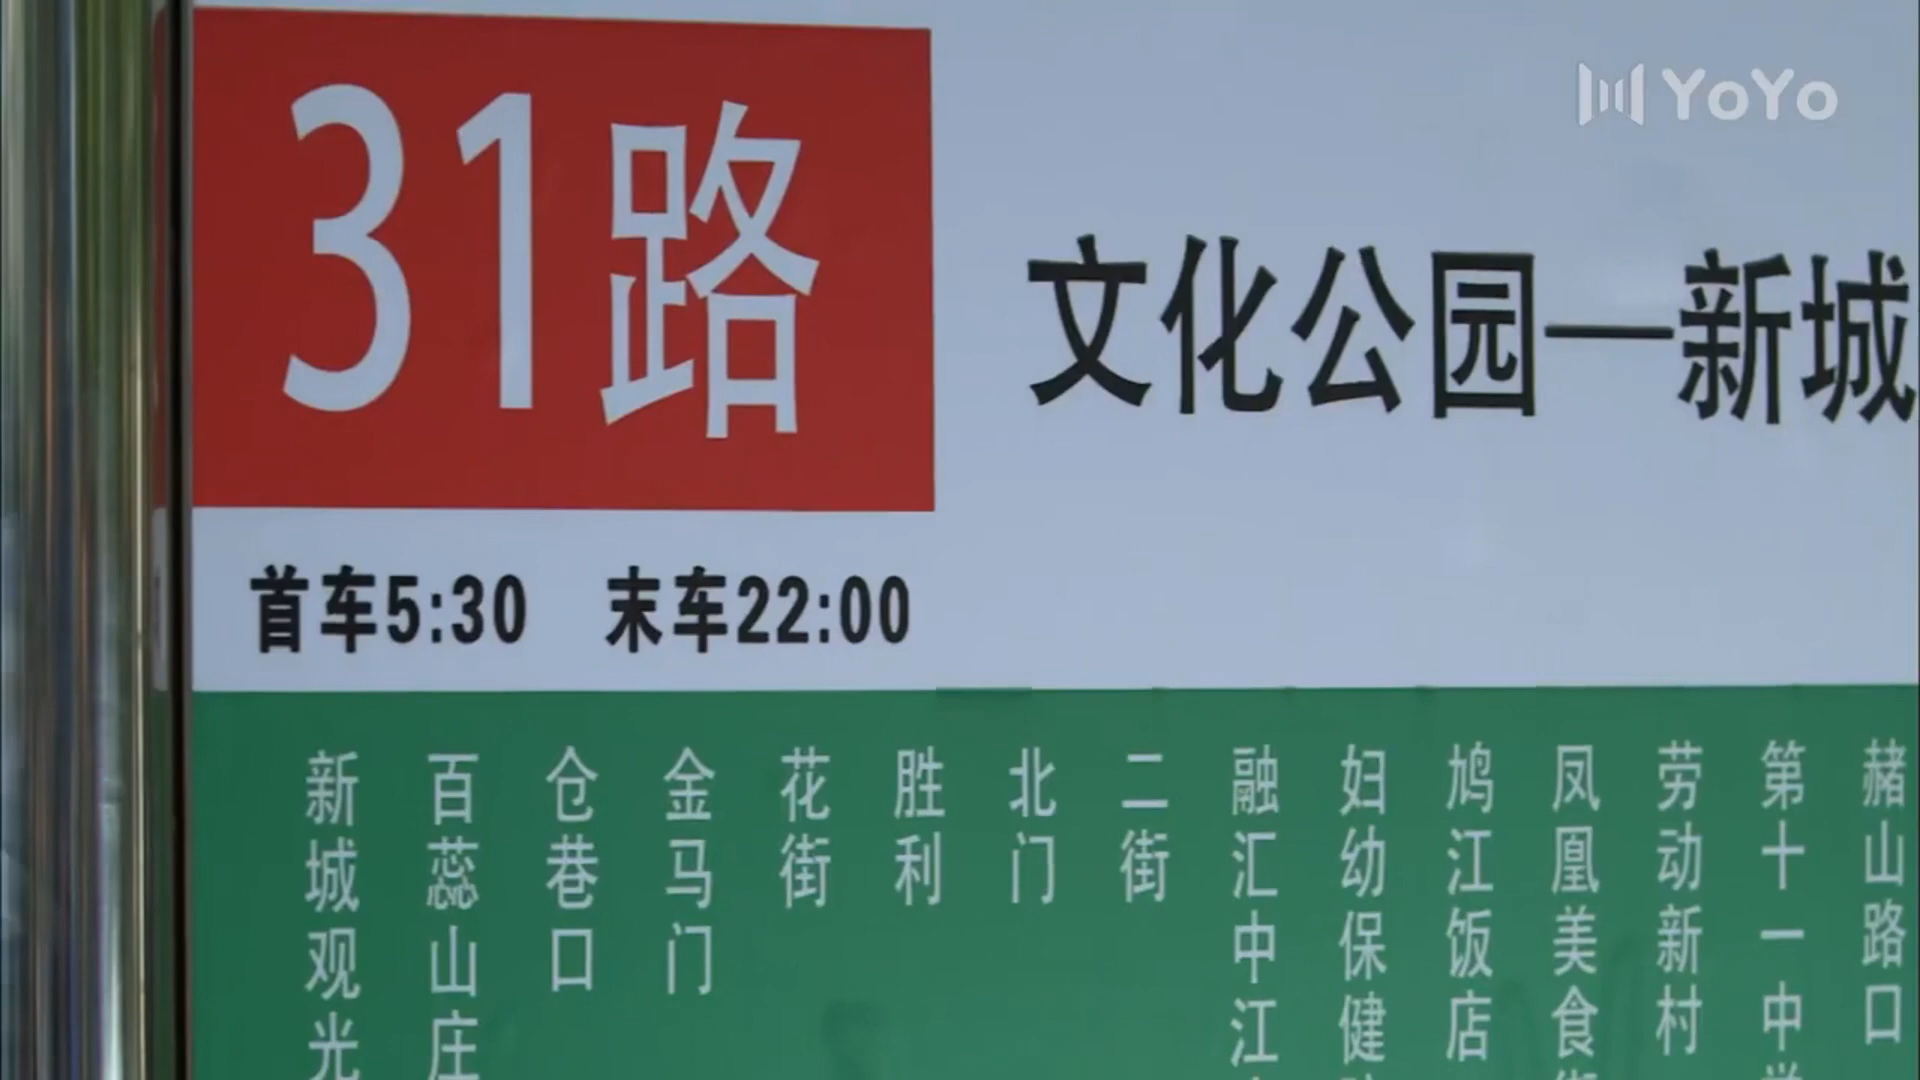 YoYo
31路
文化公园—新城
首车5:30 末车22:00
新城观光
百蕊山庄
仓巷口
金马门
花街
胜利
北门
二街
融汇中江
妇幼保健
鸠江饭店
凤凰美食
劳动新村
第十一中学
赭山路口